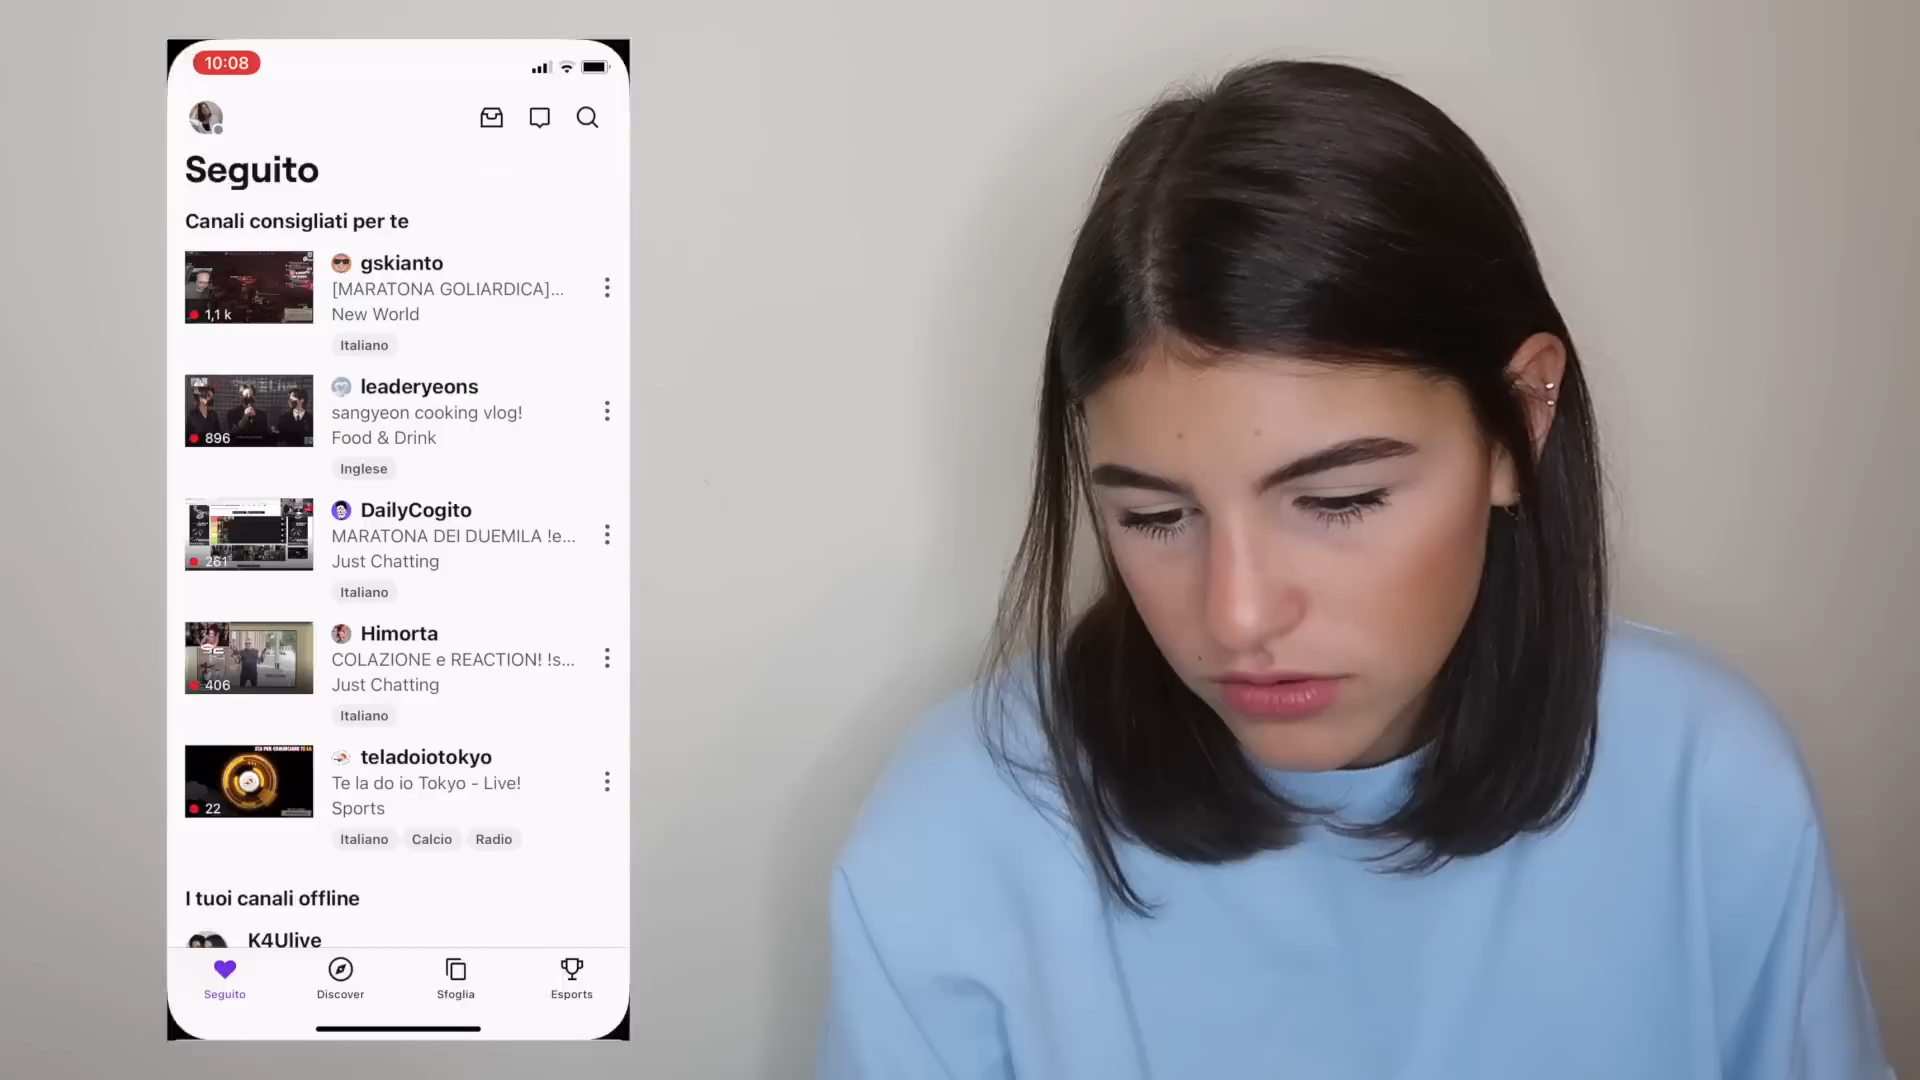 10:08
Seguito
Canali consigliati per te
gskianto
[MARATONA GOLIARDICA]...
New World
1,1 k
Italiano
leaderyeons
sangyeon cooking vlog!
Food & Drink
896
Inglese
DailyCogito
MARATONA DEI DUEMILA !e...
Just Chatting
261
Italiano
Himorta
COLAZIONE e REACTION! !s...
Just Chatting
406
Italiano
teladoiotokyo
Te la do io Tokyo - Live!
Sports
22
Italiano Calcio Radio
I tuoi canali offline
K4Ulive
Seguito Discover Sfoglia Esports